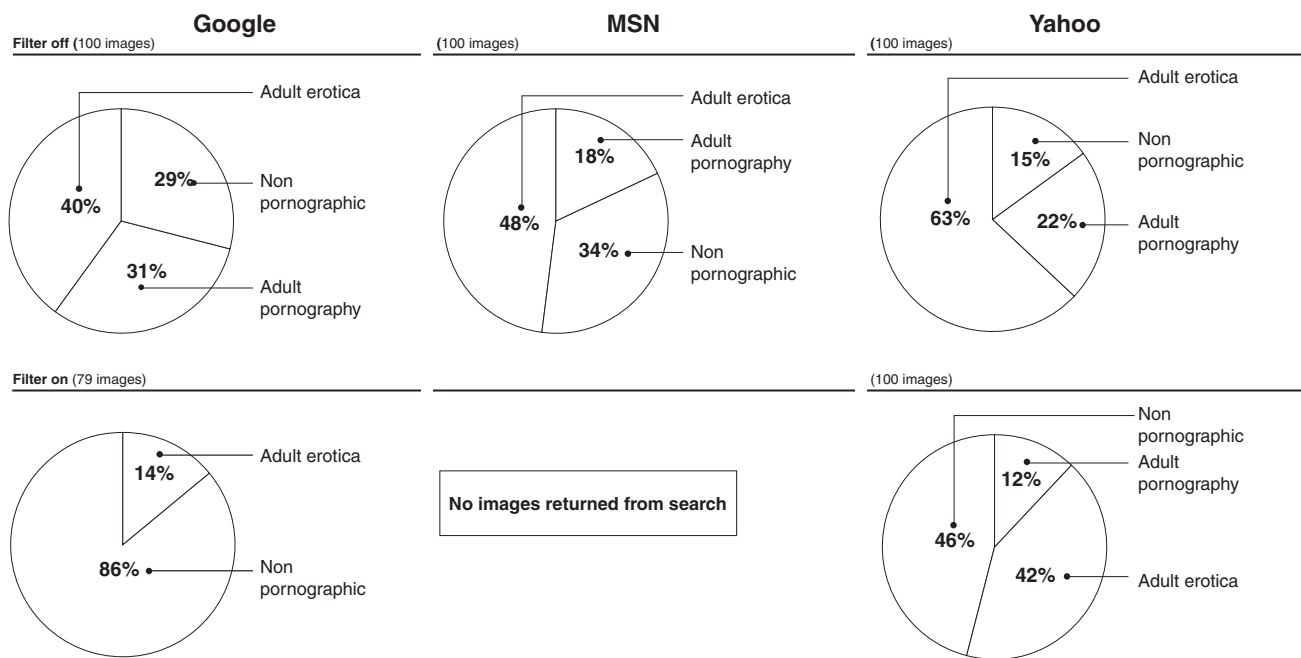 Google
MSN
Yahoo
Filter off (100 images)
(100 images)
(100 images)
Adult erotica
29%
Non
pornographic
40%
31%
Adult
pornography
Adult erotica
18%
Adult
pornography
48%
34%
Non
pornographic
Adult erotica
15%
Non
pornographic
63%
22%
Adult
pornography
Filter on (79 images)
(100 images)
14%
Adult erotica
86%
Non
pornographic
No images returned from search
Non
pornographic
12%
Adult
pornography
46%
42%
Adult erotica